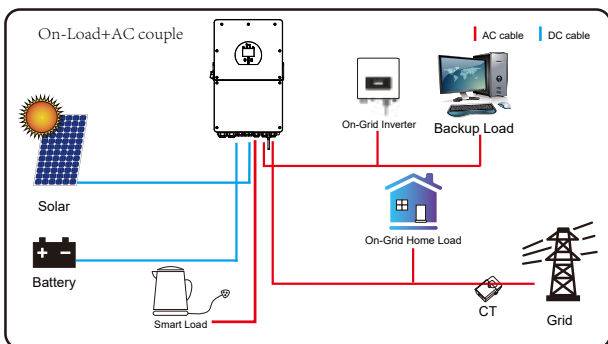 On-Load+AC couple
AC cable
DC cable
On-Grid Inverter
Backup Load
Solar
On-Grid Home Load
Battery
Smart Load
CT
Grid